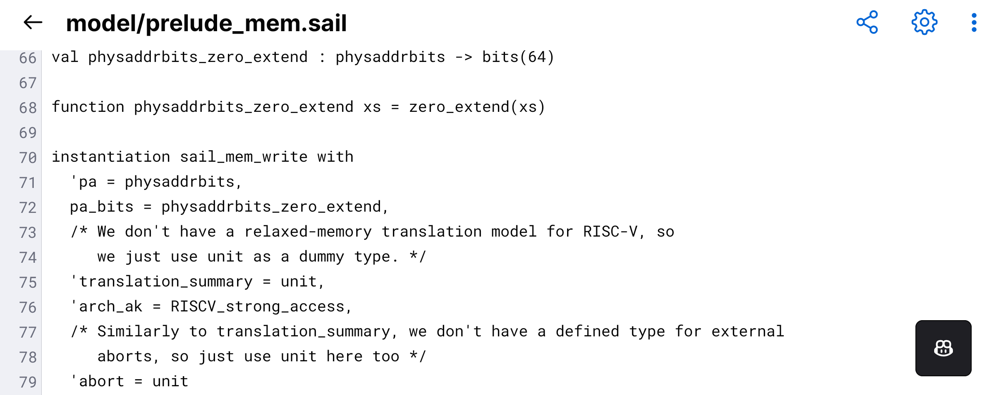 model/prelude_mem.sail
66 val physaddrbits_zero_extend : physaddrbits -> bits(64)
67
68 function physaddrbits_zero_extend xs = zero_extend(xs)
69
70 instantiation sail_mem_write with
71   'pa = physaddrbits,
72   pa_bits = physaddrbits_zero_extend,
73   /* We don't have a relaxed-memory translation model for RISC-V, so
74      we just use unit as a dummy type. */
75   'translation_summary = unit,
76   'arch_ak = RISCV_strong_access,
77   /* Similarly to translation_summary, we don't have a defined type for external
78      aborts, so just use unit here too */
79   'abort = unit